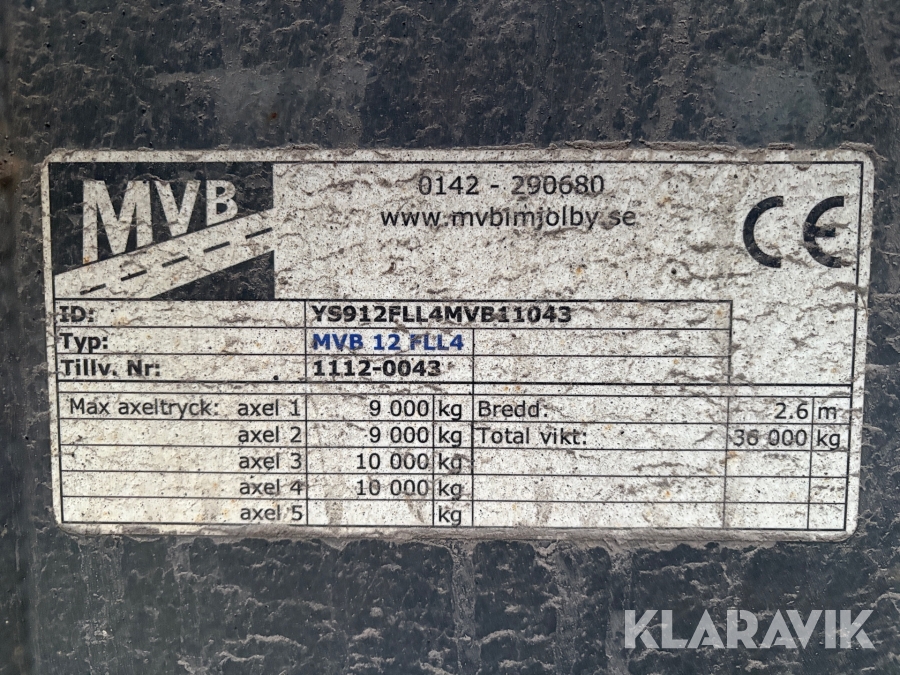 MVB
0142 - 290680
www.mvbimjolby.se
CE
ID: YS912FLL4MVB11043
Typ: MVB 12 FLL4
Tillv. Nr: 1112-0043
Max axeltryck: axel 1 9 000 kg Bredd: 2.6 m
axel 2 9 000 kg Total vikt: 36 000 kg
axel 3 10 000 kg
axel 4 10 000 kg
axel 5 kg
KLARAVIK